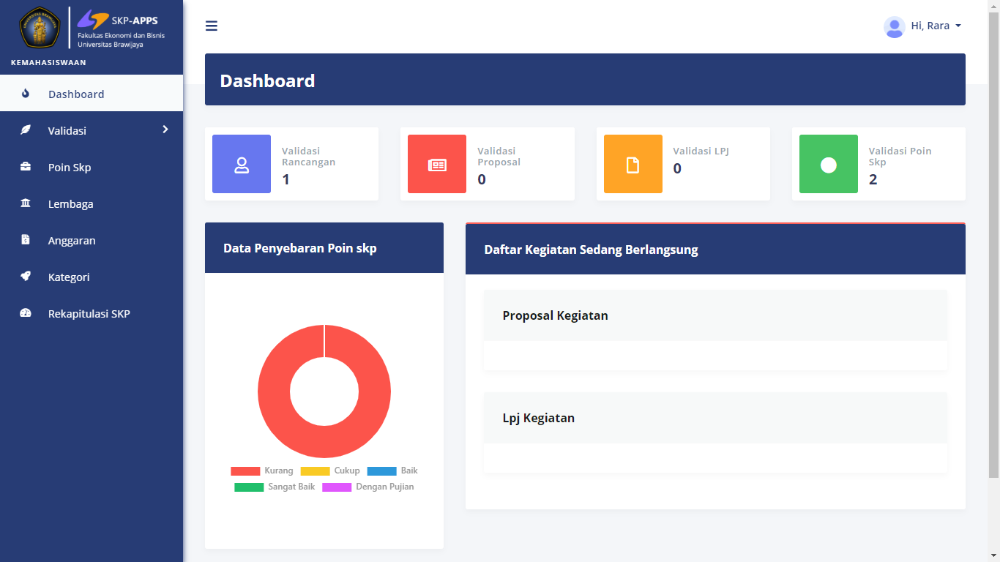 SKP-APPS
Fakultas Ekonomi dan Bisnis
Universitas Brawijaya
KEMAHASISWAAN
Dashboard
Validasi
Poin Skp
Lembaga
Anggaran
Kategori
Rekapitulasi SKP
Hi, Rara
Dashboard
Validasi
Rancangan
1
Validasi
Proposal
0
Validasi LPJ
0
Validasi Poin
Skp
2
Data Penyebaran Poin skp
Kurang Cukup Baik
Sangat Baik Dengan Pujian
Daftar Kegiatan Sedang Berlangsung
Proposal Kegiatan
Lpj Kegiatan